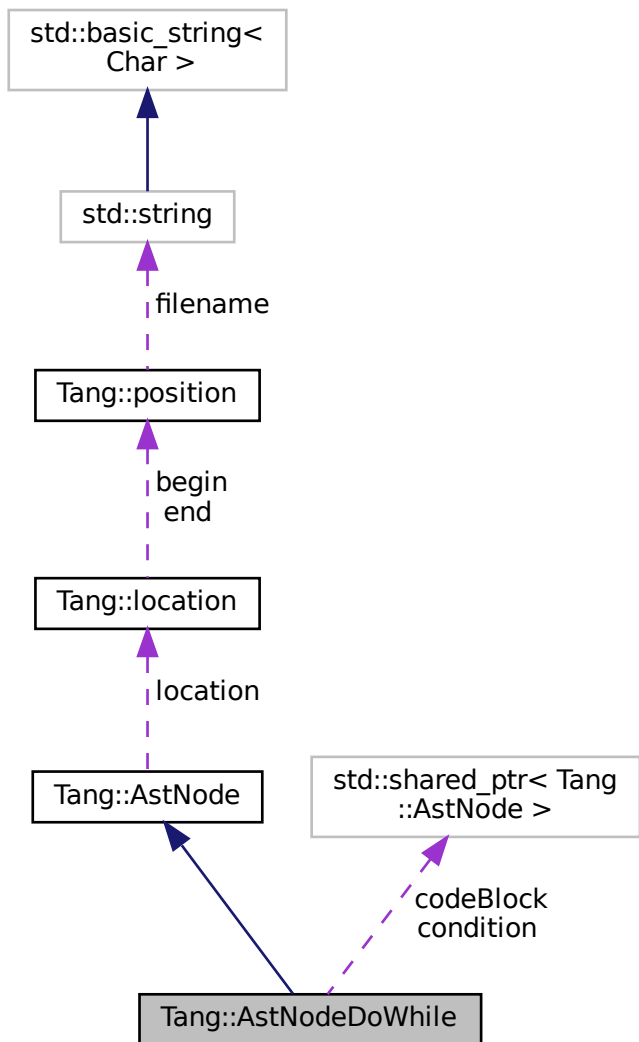 std::basic_string<
Char >
std::string
filename
Tang::position
begin
end
Tang::location
location
Tang::AstNode
std::shared_ptr< Tang
::AstNode >
codeBlock
condition
Tang::AstNodeDoWhile